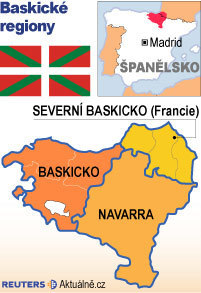 Baskické
regiony
Madrid
ŠPANĚLSKO
SEVERNÍ BASKICKO (Francie)
BASKICKO
NAVARRA
REUTERS Aktuálně.cz